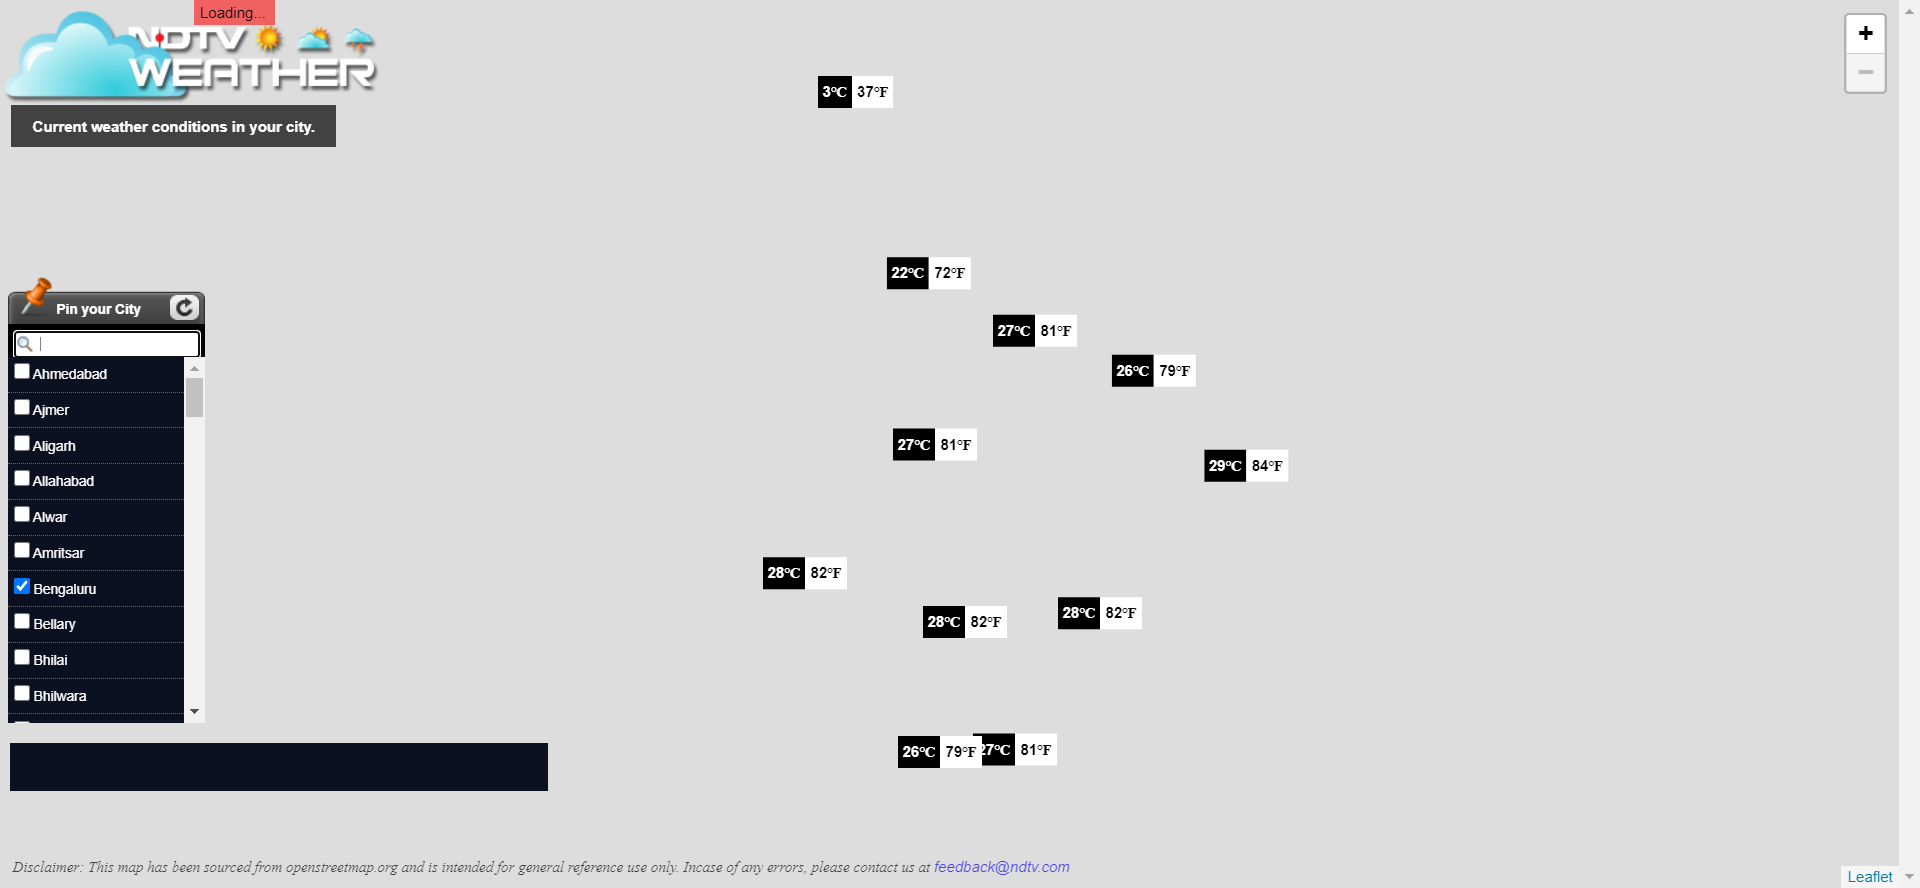 Loading...
NDTV
WEATHER
Current weather conditions in your city.
+
−
3°C 37°F
22°C 72°F
27°C 81°F
26°C 79°F
27°C 81°F
29°C 84°F
28°C 82°F
28°C 82°F
28°C 82°F
26°C 79°F
27°C 81°F
Pin your City
Ahmedabad
Ajmer
Aligarh
Allahabad
Alwar
Amritsar
Bengaluru
Bellary
Bhilai
Bhilwara
Disclaimer: This map has been sourced from openstreetmap.org and is intended for general reference use only. Incase of any errors, please contact us at feedback@ndtv.com
Leaflet